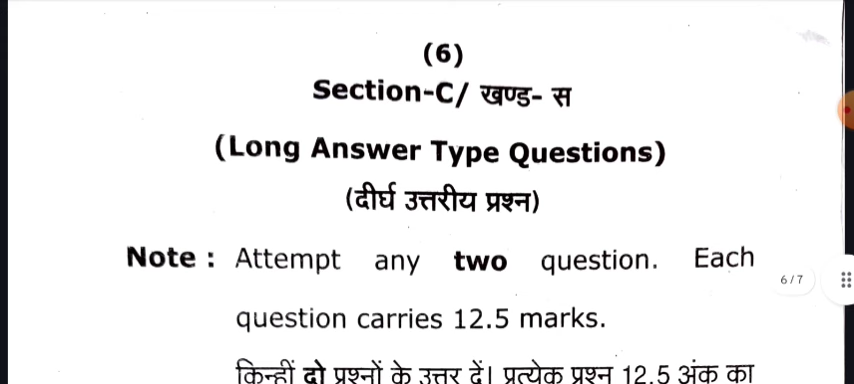 (6)
Section-C/ खण्ड- स
(Long Answer Type Questions)
(दीर्घ उत्तरीय प्रश्न)
Note : Attempt any two question. Each
6/7
question carries 12.5 marks.
किन्हीं दो प्रश्नों के उत्तर दें। प्रत्येक प्रश्न 12.5 अंक का